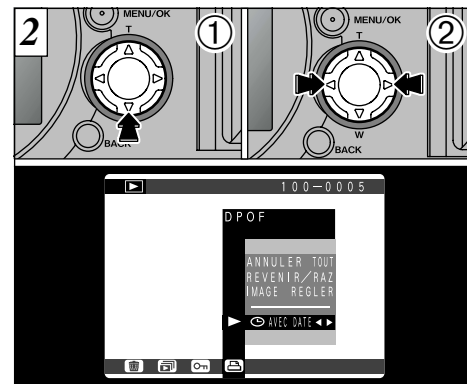 2
MENU/OK
T
①
BACK
MENU/OK
T
②
W
BACK
100-0005
DPOF
ANNULER TOUT
REVENIR/RAZ
IMAGE REGLER
AVEC DATE